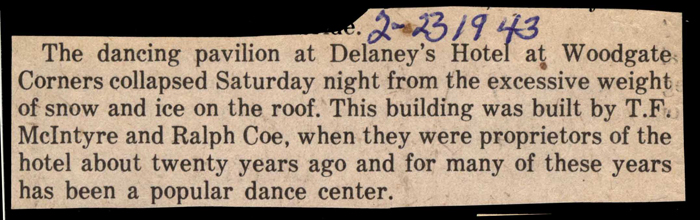 2-23 1943
The dancing pavilion at Delaney's Hotel at Woodgate
Corners collapsed Saturday night from the excessive weight
of snow and ice on the roof. This building was built by T.F.
McIntyre and Ralph Coe, when they were proprietors of the
hotel about twenty years ago and for many of these years
has been a popular dance center.